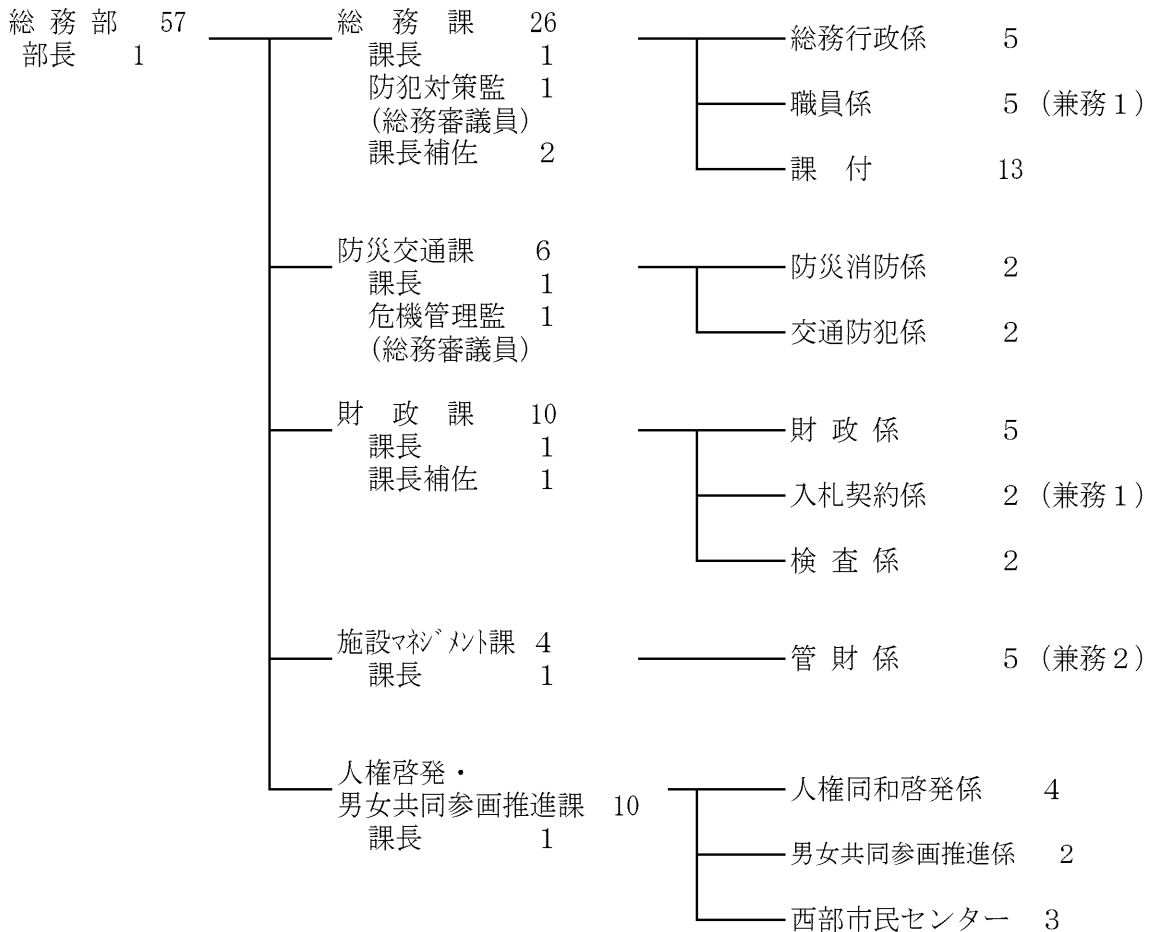 総務部 57
部長 1
総務課 26
課長 1
防犯対策監 1
(総務審議員)
課長補佐 2
総務行政係 5
職員係 5 (兼務1)
課付 13
防災交通課 6
課長 1
危機管理監 1
(総務審議員)
防災消防係 2
交通防犯係 2
財政課 10
課長 1
課長補佐 1
財政係 5
入札契約係 2 (兼務1)
検査係 2
施設ﾏﾈｼﾞﾒﾝﾄ課 4
課長 1
管財係 5 (兼務2)
人権啓発・
男女共同参画推進課 10
課長 1
人権同和啓発係 4
男女共同参画推進係 2
西部市民センター 3